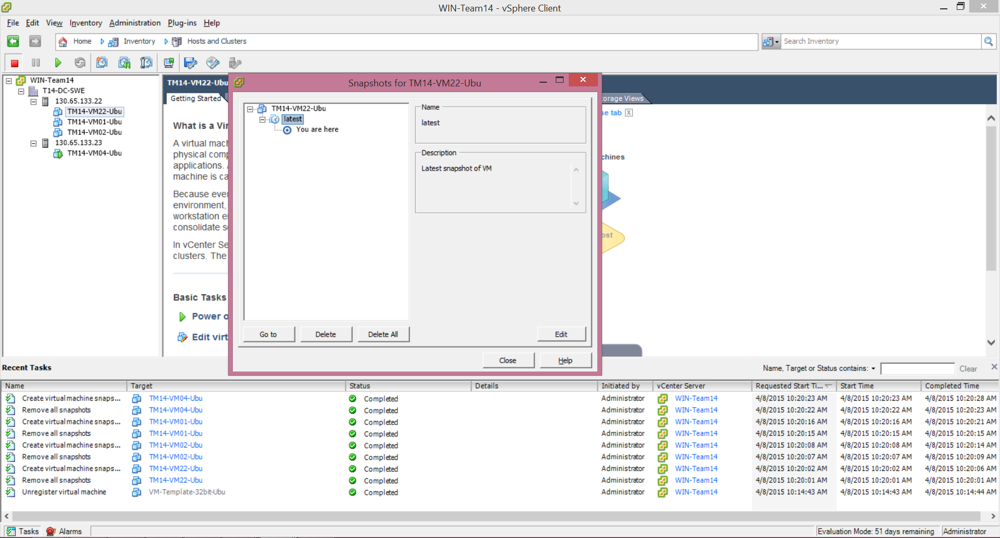 WIN-Team14 - vSphere Client
File Edit View Inventory Administration Plug-ins Help
Home Inventory Hosts and Clusters
Search Inventory
WIN-Team14
T14-DC-SWE
130.65.133.22
TM14-VM22-Ubu
TM14-VM01-Ubu
TM14-VM02-Ubu
130.65.133.23
TM14-VM04-Ubu
TM14-VM22-Ubu
Getting Started
orage Views
se tab X
What is a Vir
A virtual mach
physical comp
applications. A
machine is ca
Because ever
environment,
workstation e
consolidate se
In vCenter Se
clusters. The
chines
ost
Basic Tasks
Power o
Edit virt
Snapshots for TM14-VM22-Ubu
TM14-VM22-Ubu
latest
You are here
Name
latest
Description
Latest snapshot of VM
Go to Delete Delete All Edit
Close Help
Recent Tasks
Name, Target or Status contains: Clear
Name Target Status Details Initiated by vCenter Server Requested Start Ti... Start Time Completed Time
Create virtual machine snaps... TM14-VM04-Ubu Completed Administrator WIN-Team14 4/8/2015 10:20:23 AM 4/8/2015 10:20:23 AM 4/8/2015 10:20:28 AM
Remove all snapshots TM14-VM04-Ubu Completed Administrator WIN-Team14 4/8/2015 10:20:22 AM 4/8/2015 10:20:22 AM 4/8/2015 10:20:23 AM
Create virtual machine snaps... TM14-VM01-Ubu Completed Administrator WIN-Team14 4/8/2015 10:20:16 AM 4/8/2015 10:20:16 AM 4/8/2015 10:20:21 AM
Remove all snapshots TM14-VM01-Ubu Completed Administrator WIN-Team14 4/8/2015 10:20:15 AM 4/8/2015 10:20:15 AM 4/8/2015 10:20:15 AM
Create virtual machine snaps... TM14-VM02-Ubu Completed Administrator WIN-Team14 4/8/2015 10:20:08 AM 4/8/2015 10:20:08 AM 4/8/2015 10:20:14 AM
Remove all snapshots TM14-VM02-Ubu Completed Administrator WIN-Team14 4/8/2015 10:20:07 AM 4/8/2015 10:20:07 AM 4/8/2015 10:20:09 AM
Create virtual machine snaps... TM14-VM22-Ubu Completed Administrator WIN-Team14 4/8/2015 10:20:02 AM 4/8/2015 10:20:02 AM 4/8/2015 10:20:06 AM
Remove all snapshots TM14-VM22-Ubu Completed Administrator WIN-Team14 4/8/2015 10:20:01 AM 4/8/2015 10:20:01 AM 4/8/2015 10:20:01 AM
Unregister virtual machine VM-Template-32bit-Ubu Completed Administrator WIN-Team14 4/8/2015 10:14:43 AM 4/8/2015 10:14:43 AM 4/8/2015 10:14:44 AM
Tasks Alarms Evaluation Mode: 51 days remaining Administrator